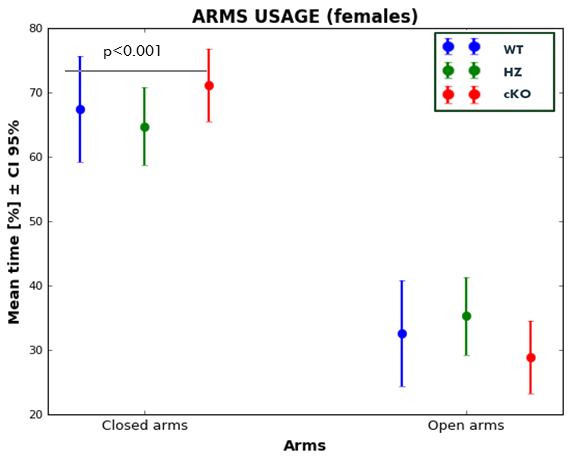 ARMS USAGE (females)
80
70
60
50
40
30
20
Mean time [%] ± CI 95%
p<0.001
WT
HZ
cKO
Closed arms
Open arms
Arms